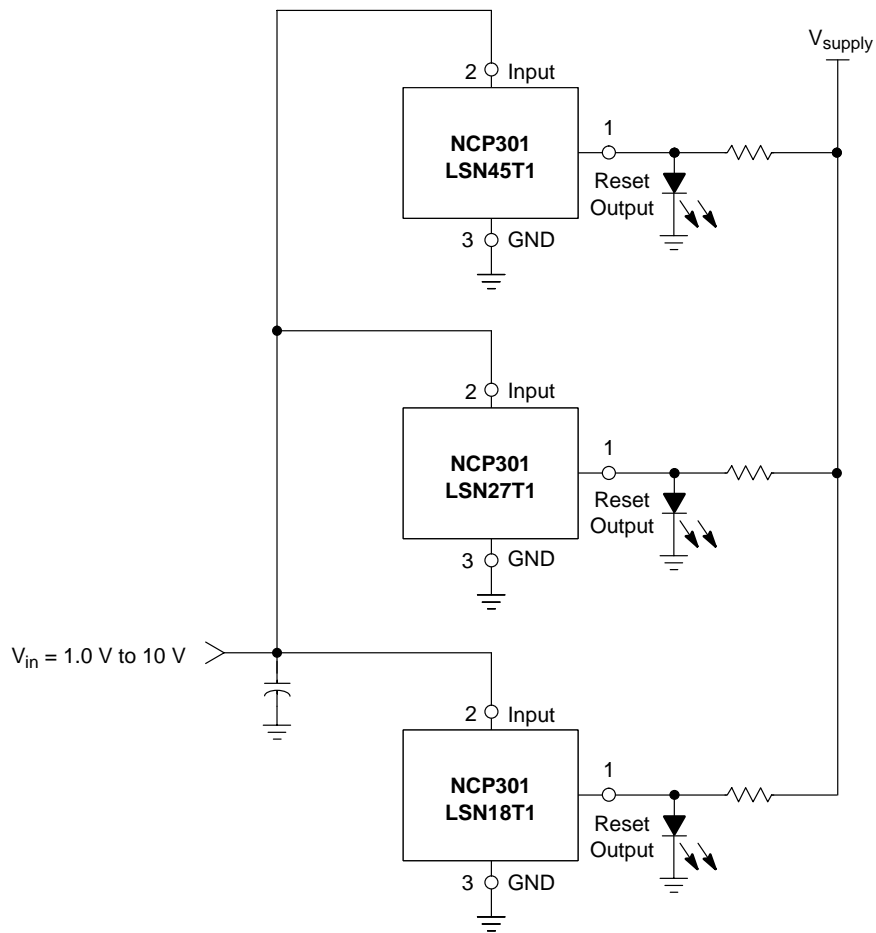 V_supply
2 Input
NCP301
LSN45T1
1
Reset
Output
3 GND
2 Input
NCP301
LSN27T1
1
Reset
Output
3 GND
V_in = 1.0 V to 10 V
2 Input
NCP301
LSN18T1
1
Reset
Output
3 GND